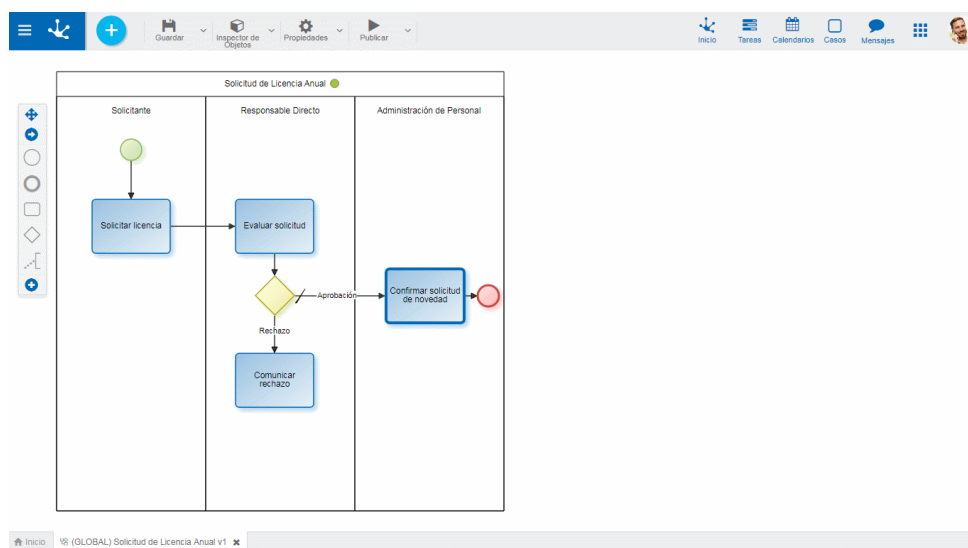 Guardar
Inspector de
Objetos
Propiedades
Publicar
Inicio
Tareas
Calendarios
Casos
Mensajes
Solicitud de Licencia Anual
Solicitante
Responsable Directo
Administración de Personal
Solicitar licencia
Evaluar solicitud
Aprobación
Confirmar solicitud
de novedad
Rechazo
Comunicar
rechazo
Inicio
(GLOBAL) Solicitud de Licencia Anual v1